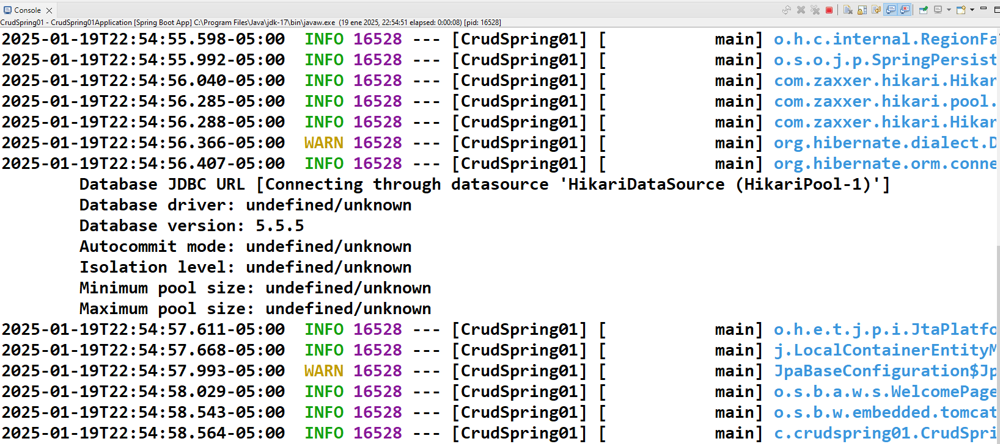 Console
CrudSpring01 - CrudSpring01Application [Spring Boot App] C:\Program Files\Java\jdk-17\bin\javaw.exe (19 ene 2025, 22:54:51 elapsed: 0:00:08) [pid: 16528]
2025-01-19T22:54:55.598-05:00  INFO 16528 --- [CrudSpring01] [           main] o.h.c.internal.RegionFa
2025-01-19T22:54:55.992-05:00  INFO 16528 --- [CrudSpring01] [           main] o.s.o.j.p.SpringPersist
2025-01-19T22:54:56.040-05:00  INFO 16528 --- [CrudSpring01] [           main] com.zaxxer.hikari.Hikar
2025-01-19T22:54:56.285-05:00  INFO 16528 --- [CrudSpring01] [           main] com.zaxxer.hikari.pool.
2025-01-19T22:54:56.288-05:00  INFO 16528 --- [CrudSpring01] [           main] com.zaxxer.hikari.Hikar
2025-01-19T22:54:56.366-05:00  WARN 16528 --- [CrudSpring01] [           main] org.hibernate.dialect.D
2025-01-19T22:54:56.407-05:00  INFO 16528 --- [CrudSpring01] [           main] org.hibernate.orm.conne
Database JDBC URL [Connecting through datasource 'HikariDataSource (HikariPool-1)']
Database driver: undefined/unknown
Database version: 5.5.5
Autocommit mode: undefined/unknown
Isolation level: undefined/unknown
Minimum pool size: undefined/unknown
Maximum pool size: undefined/unknown
2025-01-19T22:54:57.611-05:00  INFO 16528 --- [CrudSpring01] [           main] o.h.e.t.j.p.i.JtaPlatfo
2025-01-19T22:54:57.668-05:00  INFO 16528 --- [CrudSpring01] [           main] j.LocalContainerEntityM
2025-01-19T22:54:57.993-05:00  WARN 16528 --- [CrudSpring01] [           main] JpaBaseConfiguration$Jp
2025-01-19T22:54:58.029-05:00  INFO 16528 --- [CrudSpring01] [           main] o.s.b.a.w.s.WelcomePage
2025-01-19T22:54:58.543-05:00  INFO 16528 --- [CrudSpring01] [           main] o.s.b.w.embedded.tomcat
2025-01-19T22:54:58.564-05:00  INFO 16528 --- [CrudSpring01] [           main] c.crudspring01.CrudSpri